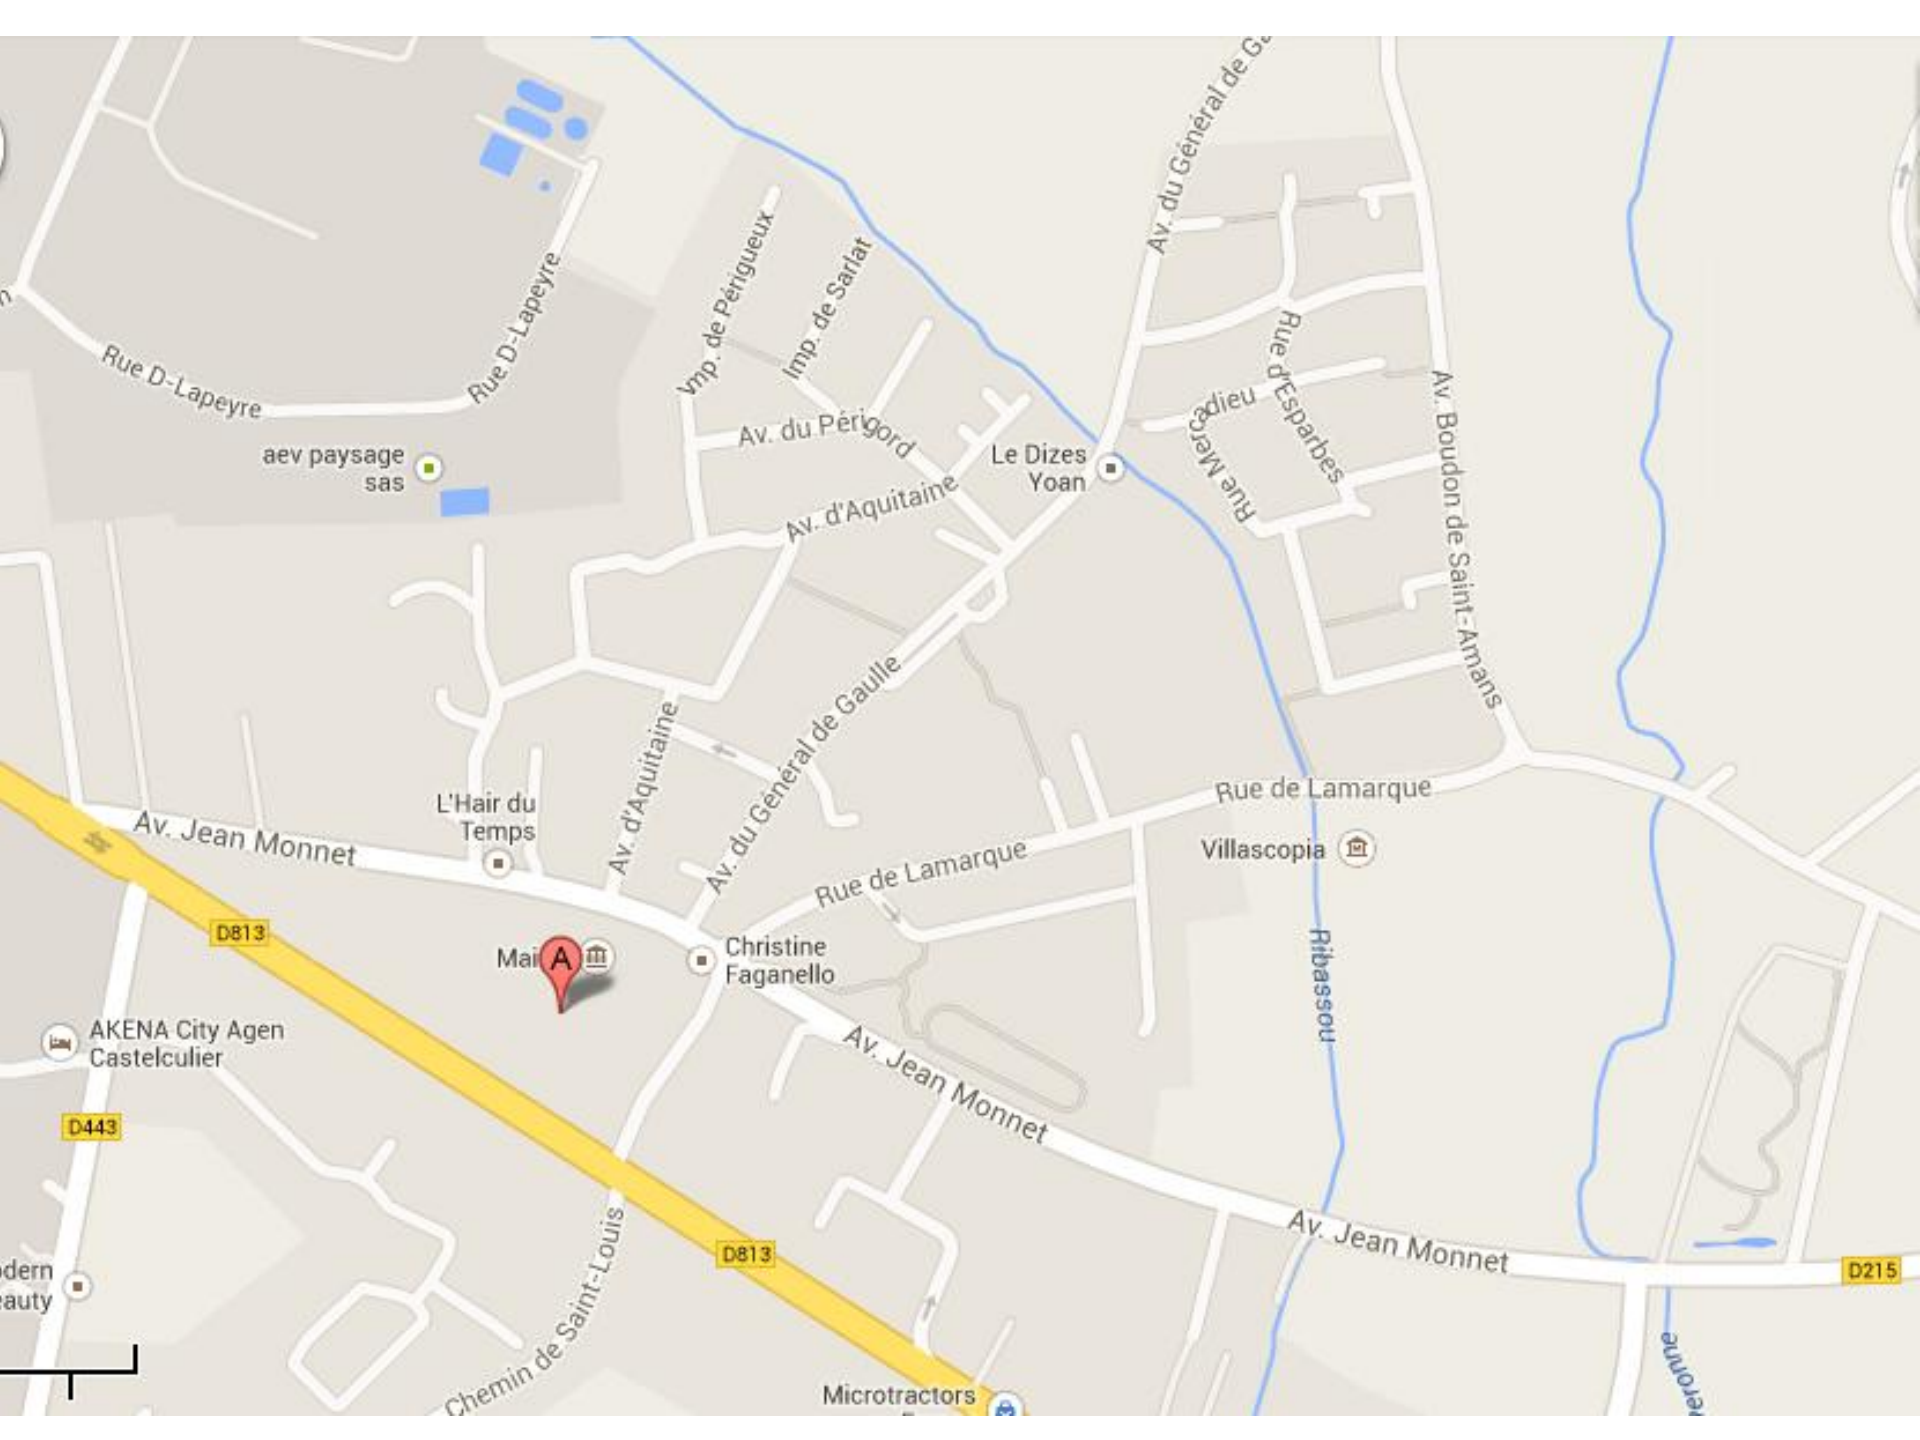 Av. du Général de Ga
Imp. de Périgueux
Imp. de Sarlat
Rue D-Lapeyre
Rue D-Lapeyre
Rue d'Esparbes
Av. du Périgord
Rue Mercadieu
Av. Boudon de Saint-Amans
aev paysage
sas
Le Dizes
Yoan
Av. d'Aquitaine
Av. du Général de Gaulle
Av. d'Aquitaine
Rue de Lamarque
L'Hair du
Temps
Av. Jean Monnet
Rue de Lamarque
Villascopia
D813
Mai
A
Christine
Faganello
Ribassou
AKENA City Agen
Castelculier
Av. Jean Monnet
D443
Av. Jean Monnet
D813
D215
odern
eauty
Chemin de Saint-Louis
Microtractors
eronne